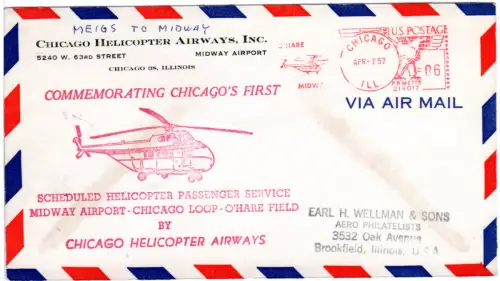 MEIGS TO MIDWAY
CHICAGO HELICOPTER AIRWAYS, INC.
5240 W. 63RD STREET MIDWAY AIRPORT
CHICAGO 38, ILLINOIS
O'HARE
MIDWAY
CHICAGO
APR-1'57
ILL.
U.S. POSTAGE
06
P.B. METER
214017
COMMEMORATING CHICAGO'S FIRST
VIA AIR MAIL
SCHEDULED HELICOPTER PASSENGER SERVICE
MIDWAY AIRPORT - CHICAGO LOOP - O'HARE FIELD
BY
CHICAGO HELICOPTER AIRWAYS
EARL H. WELLMAN & SONS
AERO PHILATELISTS
3532 Oak Avenue
Brookfield, Illinois, U.S.A.